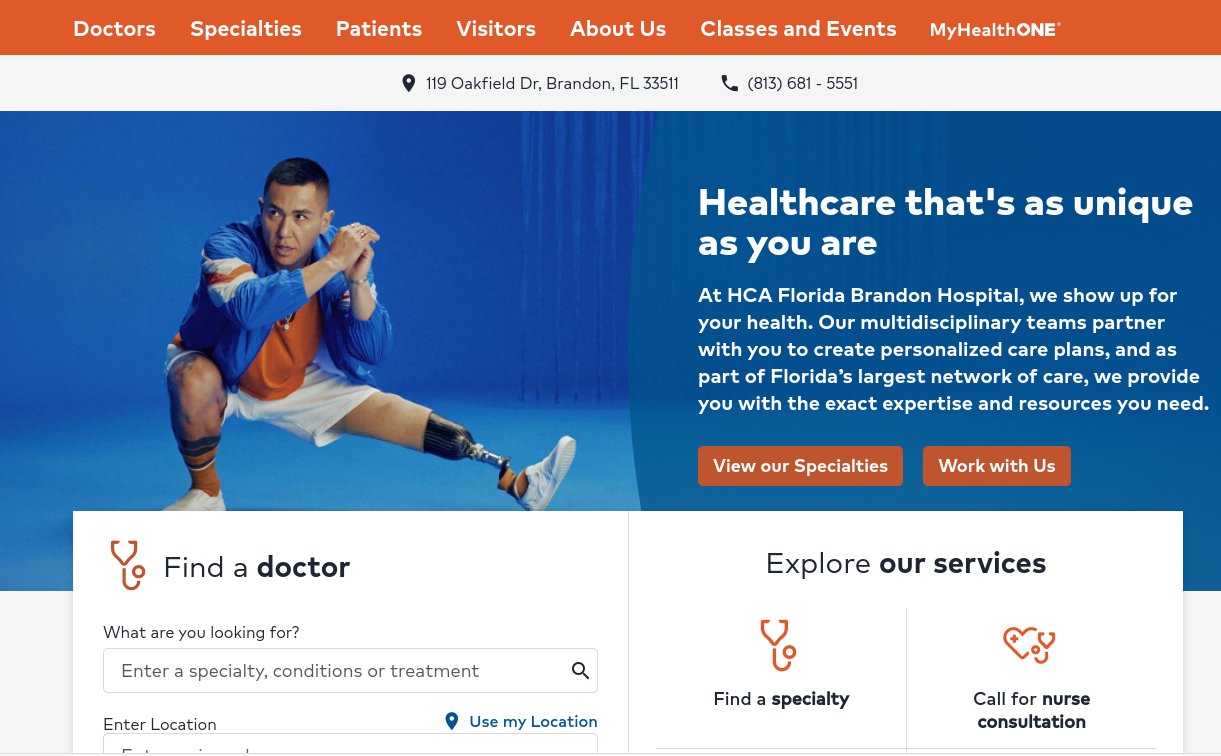 Doctors Specialties Patients Visitors About Us Classes and Events MyHealthONE®
119 Oakfield Dr, Brandon, FL 33511 (813) 681 - 5551
Healthcare that's as unique
as you are
At HCA Florida Brandon Hospital, we show up for
your health. Our multidisciplinary teams partner
with you to create personalized care plans, and as
part of Florida’s largest network of care, we provide
you with the exact expertise and resources you need.
View our Specialties Work with Us
Find a doctor
What are you looking for?
Enter a specialty, conditions or treatment
Enter Location Use my Location
Explore our services
Find a specialty
Call for nurse
consultation